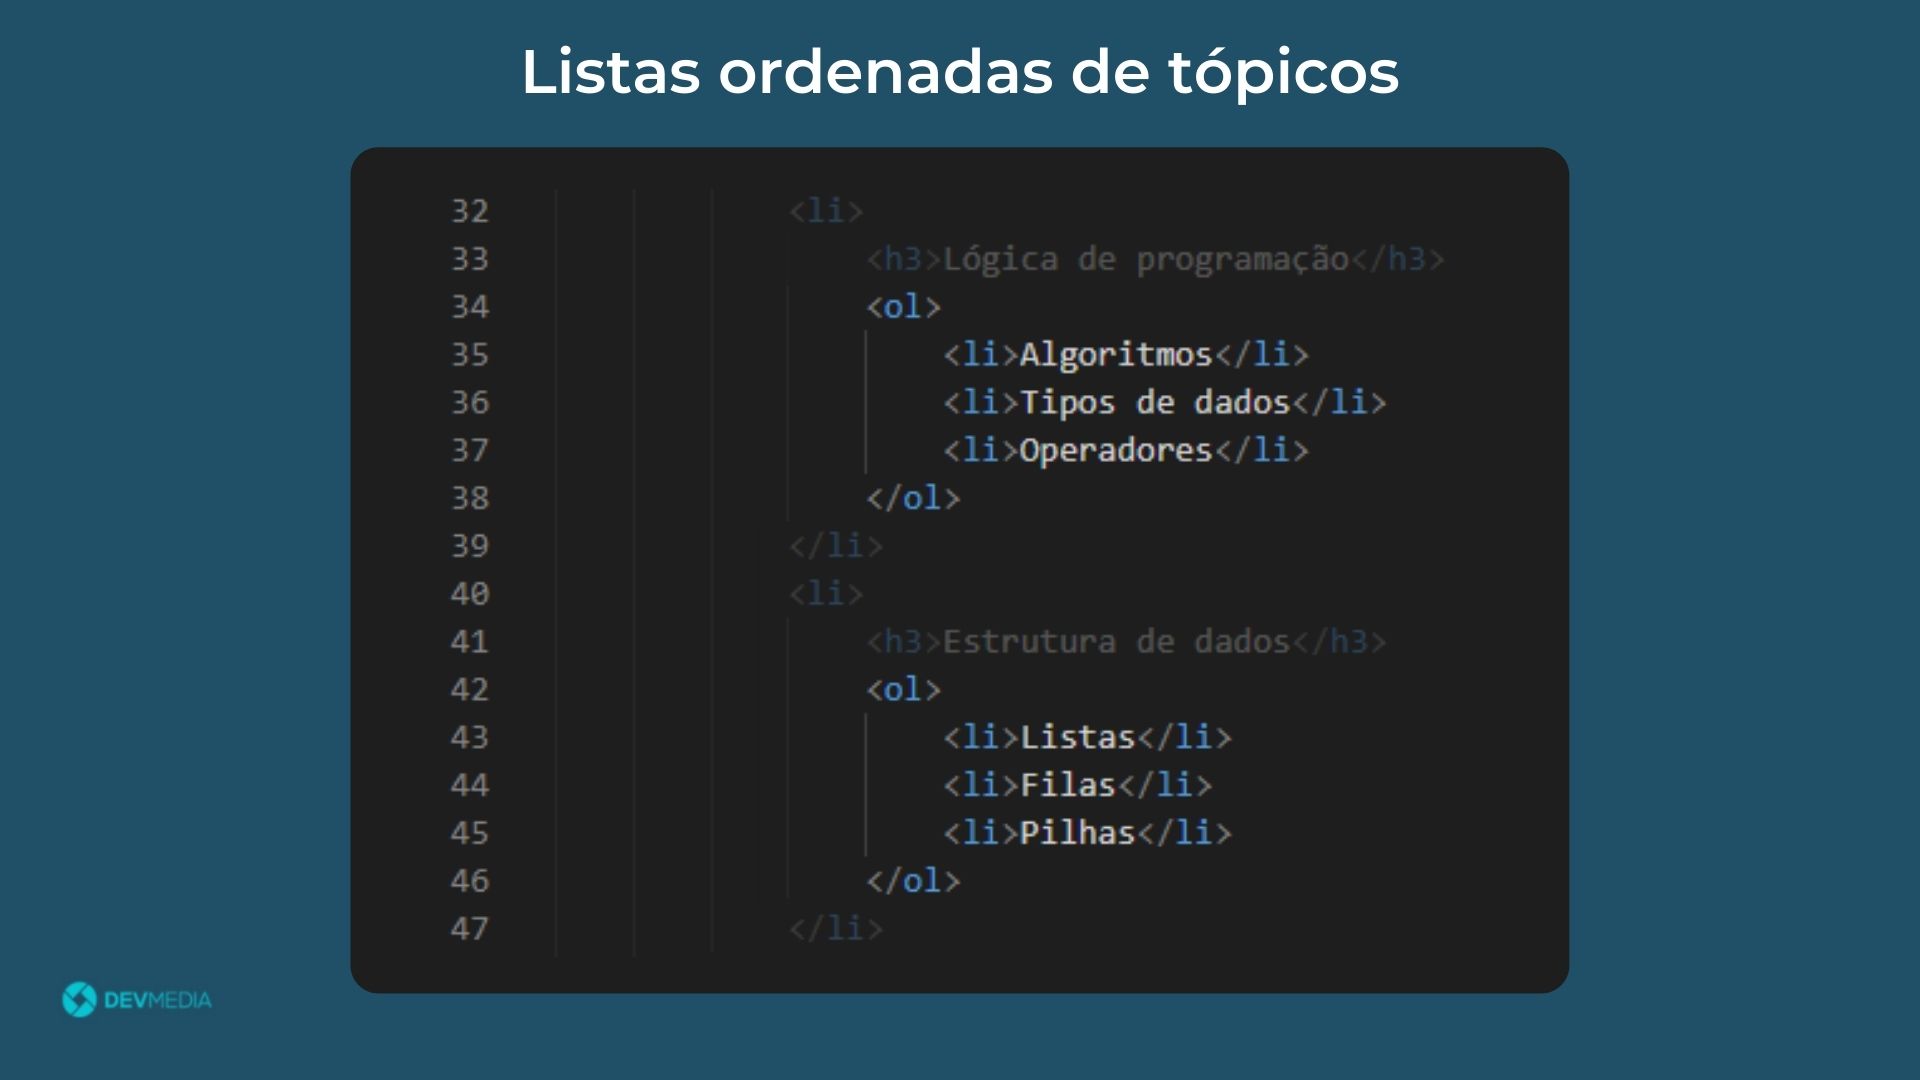 Listas ordenadas de tópicos
32 <li>
33 <h3>Lógica de programação</h3>
34 <ol>
35 <li>Algoritmos</li>
36 <li>Tipos de dados</li>
37 <li>Operadores</li>
38 </ol>
39 </li>
40 <li>
41 <h3>Estrutura de dados</h3>
42 <ol>
43 <li>Listas</li>
44 <li>Filas</li>
45 <li>Pilhas</li>
46 </ol>
47 </li>
DEVMEDIA